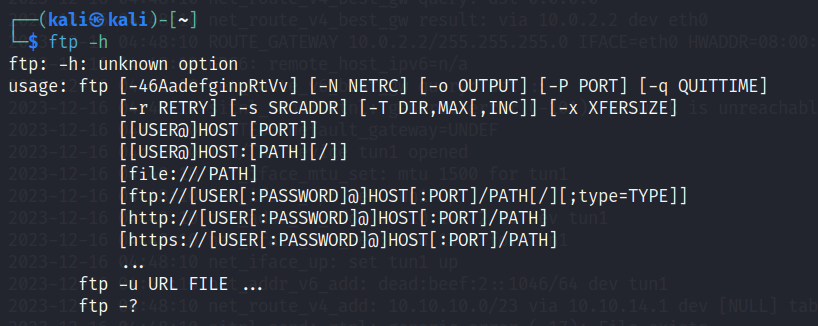 ┌──(kali㉿kali)-[~]
└─$ ftp -h
ftp: -h: unknown option
usage: ftp [-46AadefginpRtVv] [-N NETRC] [-o OUTPUT] [-P PORT] [-q QUITTIME]
[-r RETRY] [-s SRCADDR] [-T DIR,MAX[,INC]] [-x XFERSIZE]
[[USER@]HOST [PORT]]
[[USER@]HOST:[PATH][/]]
[file:///PATH]
[ftp://[USER[:PASSWORD]@]HOST[:PORT]/PATH[/][;type=TYPE]]
[http://[USER[:PASSWORD]@]HOST[:PORT]/PATH]
[https://[USER[:PASSWORD]@]HOST[:PORT]/PATH]
...
ftp -u URL FILE ...
ftp -?